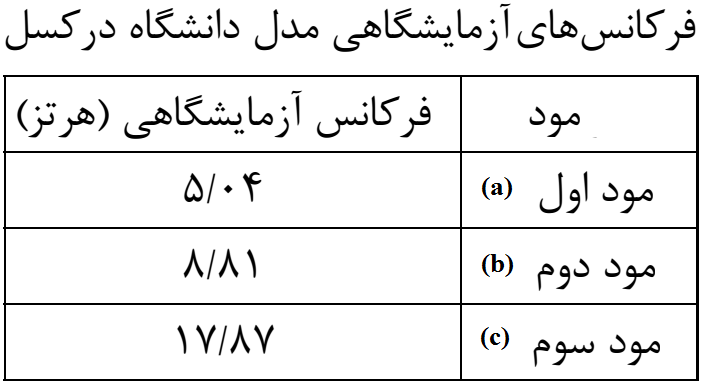 فرکانس‌های آزمایشگاهی مدل دانشگاه درکسل
مود فرکانس آزمایشگاهی (هرتز)
مود اول (a) ۵/۰۴
مود دوم (b) ۸/۸۱
مود سوم (c) ۱۷/۸۷